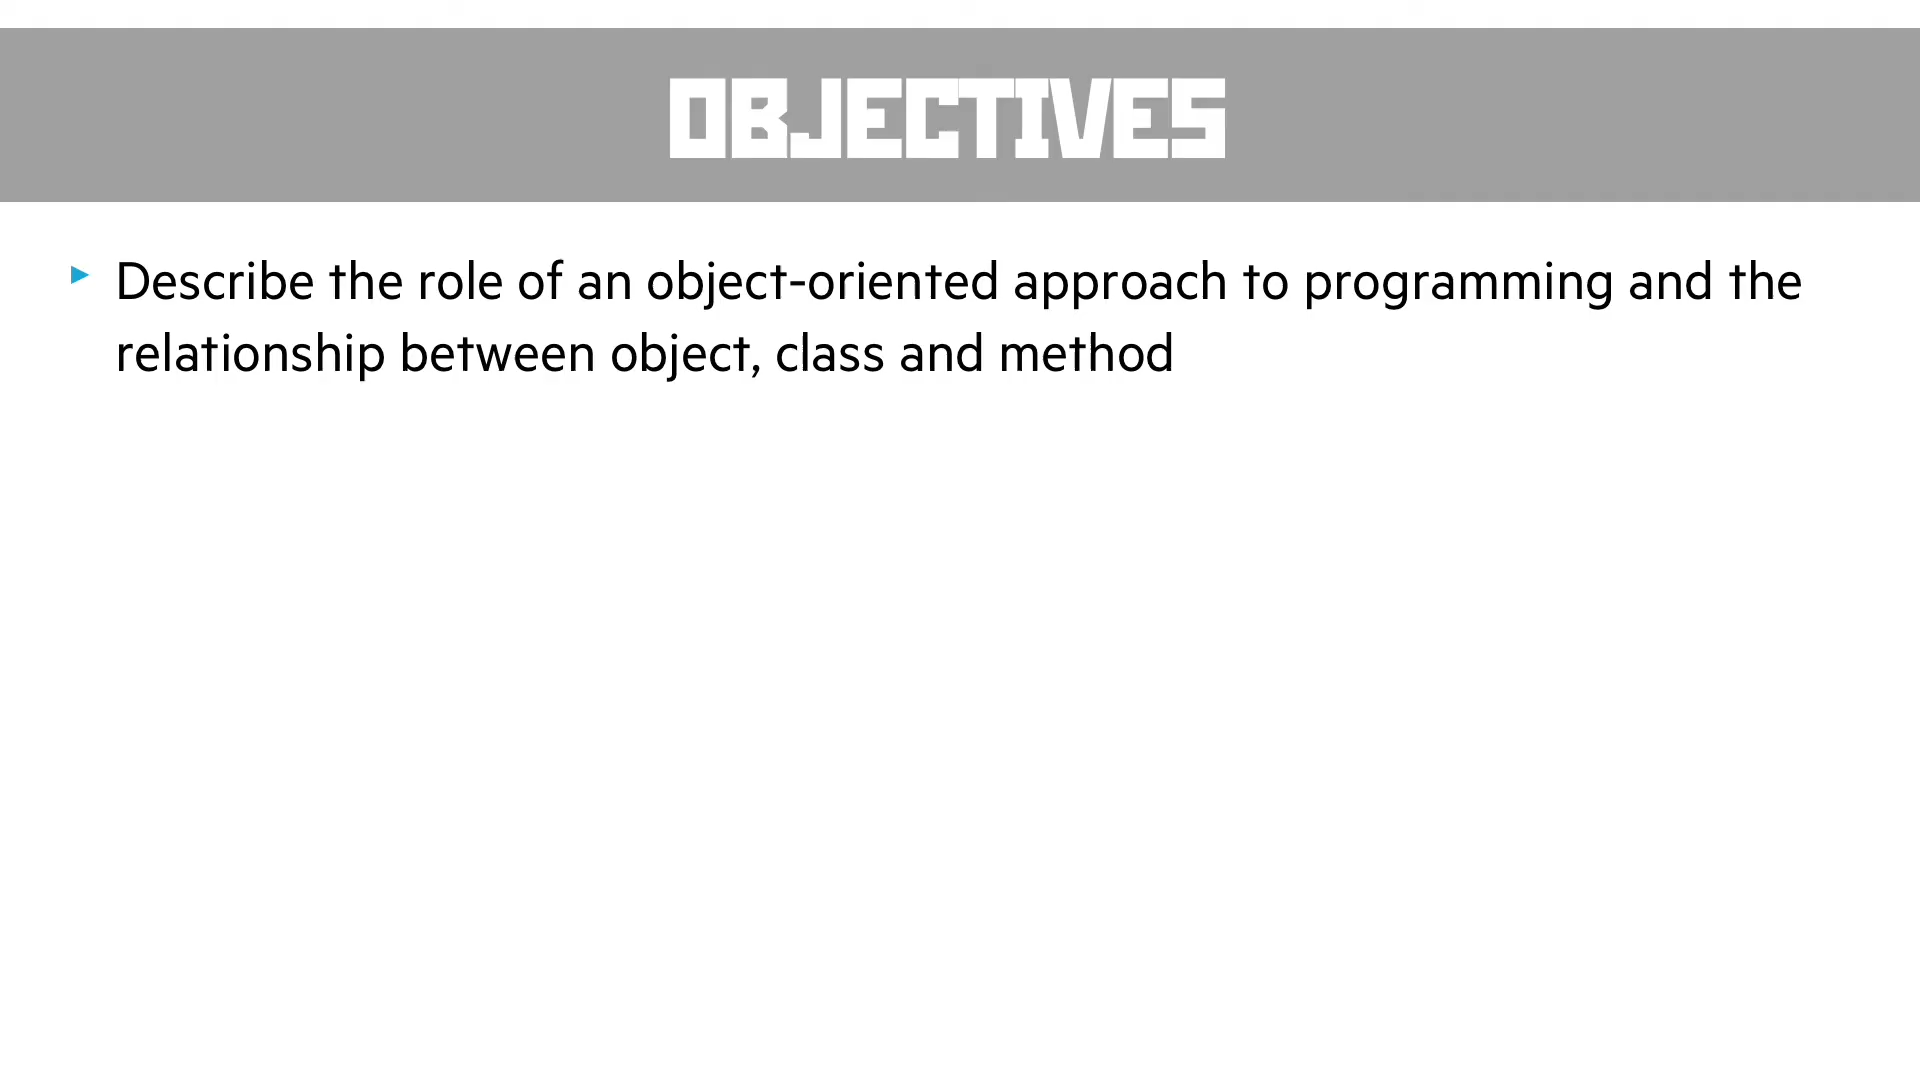 OBJECTIVES
Describe the role of an object-oriented approach to programming and the
relationship between object, class and method